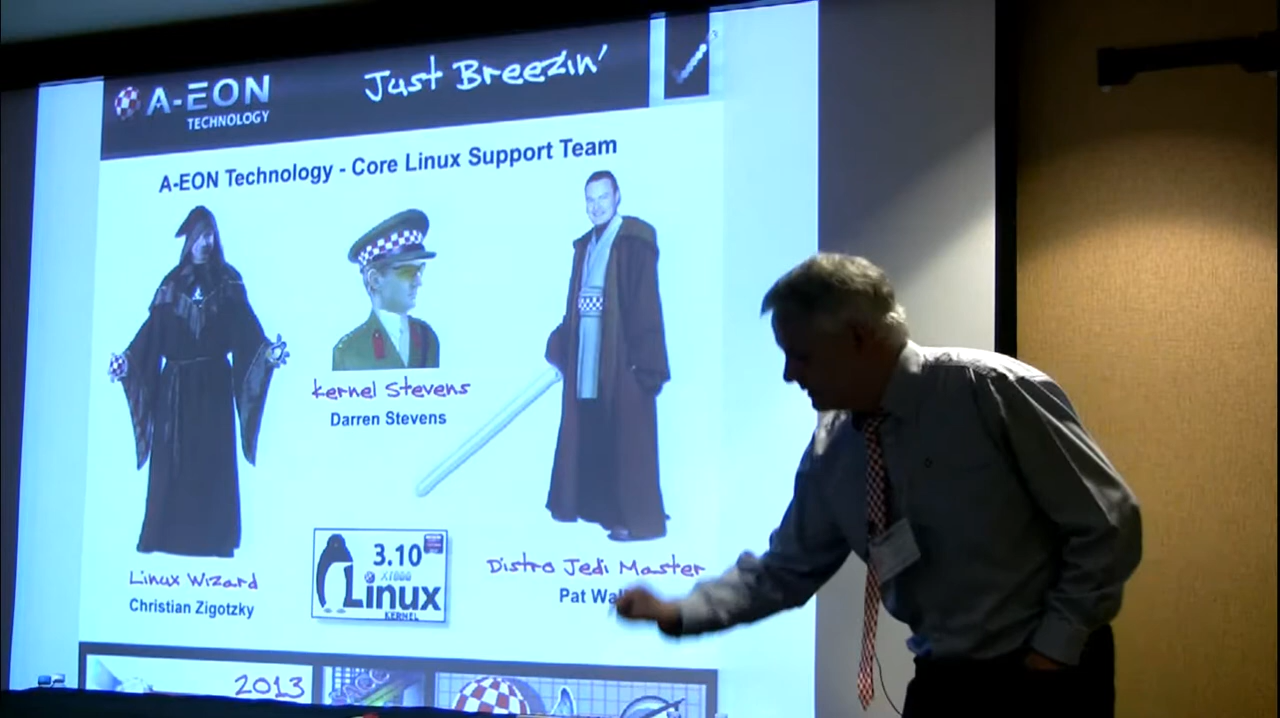 A-EON
TECHNOLOGY
Just Breezin'
A-EON Technology - Core Linux Support Team
Kernel Stevens
Darren Stevens
3.10
X1000
Linux
KERNEL
Linux Wizard
Christian Zigotzky
Distro Jedi Master
Pat
2013